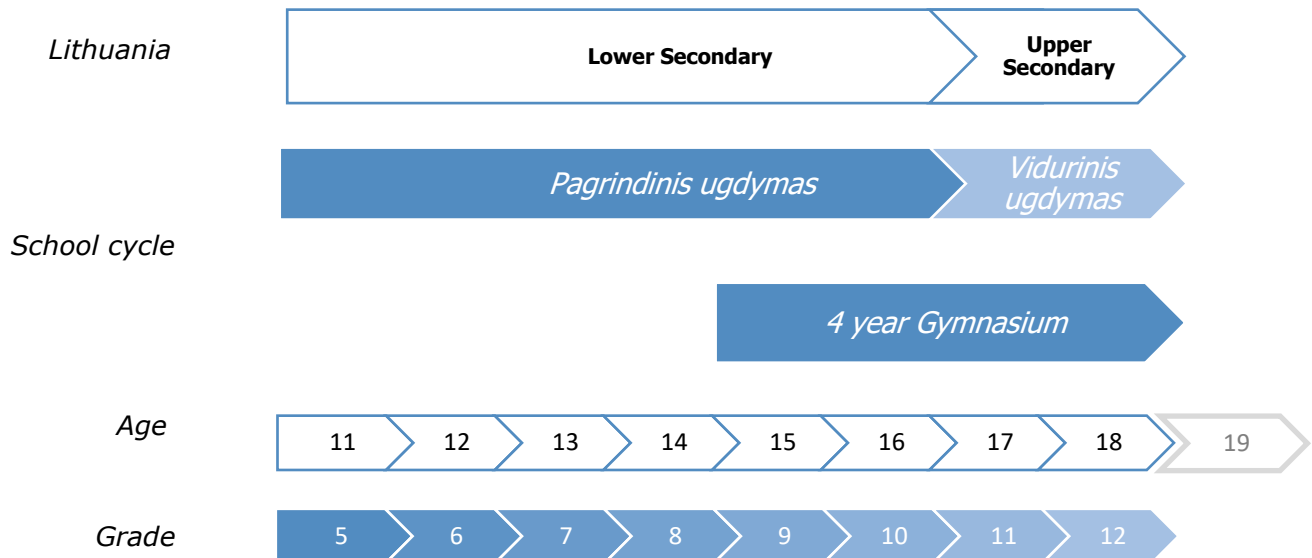 Lithuania
Lower Secondary
Upper
Secondary
Pagrindinis ugdymas
Vidurinis
ugdymas
School cycle
4 year Gymnasium
Age
11 12 13 14 15 16 17 18 19
Grade
5 6 7 8 9 10 11 12